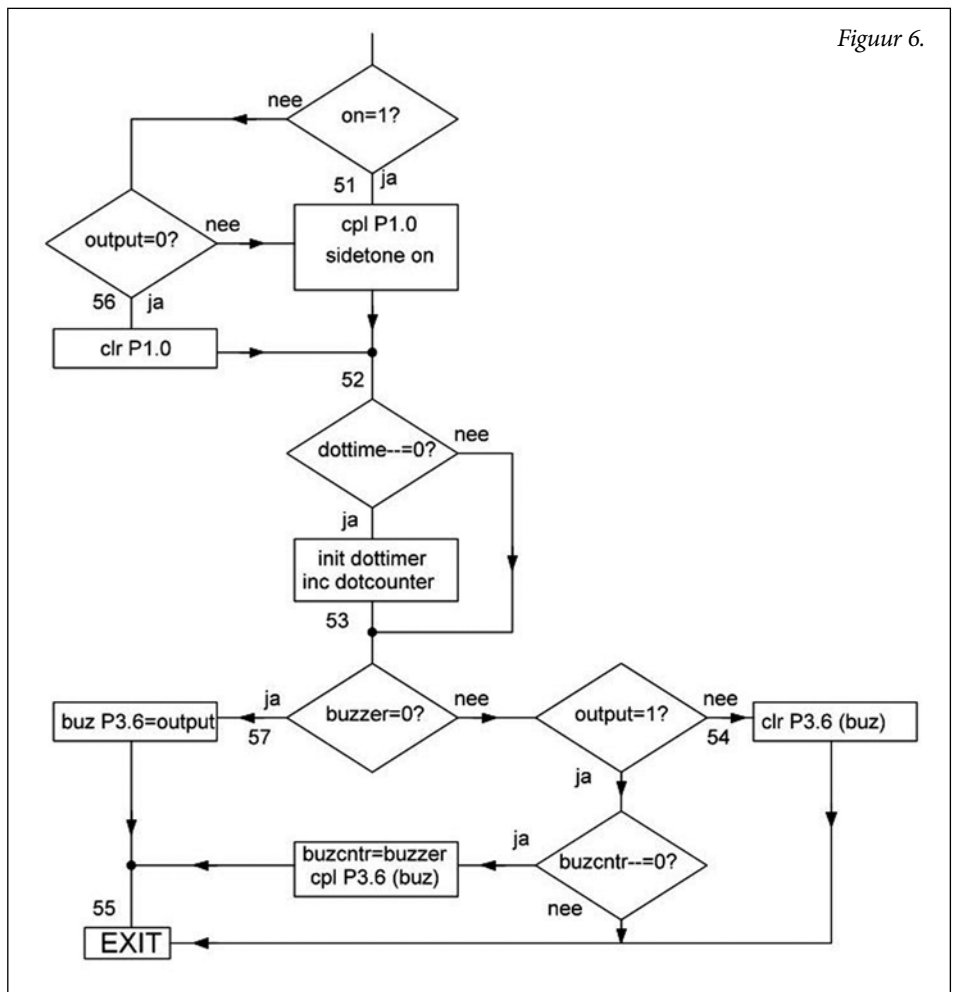 Figuur 6.
nee
on=1?
51
ja
output=0?
nee
cpl P1.0
sidetone on
56
ja
clr P1.0
52
dottime--=0?
nee
ja
init dottimer
inc dotcounter
53
buz P3.6=output
ja
57
buzzer=0?
nee
output=1?
nee
54
clr P3.6 (buz)
ja
buzcntr=buzzer
cpl P3.6 (buz)
ja
buzcntr--=0?
nee
55
EXIT